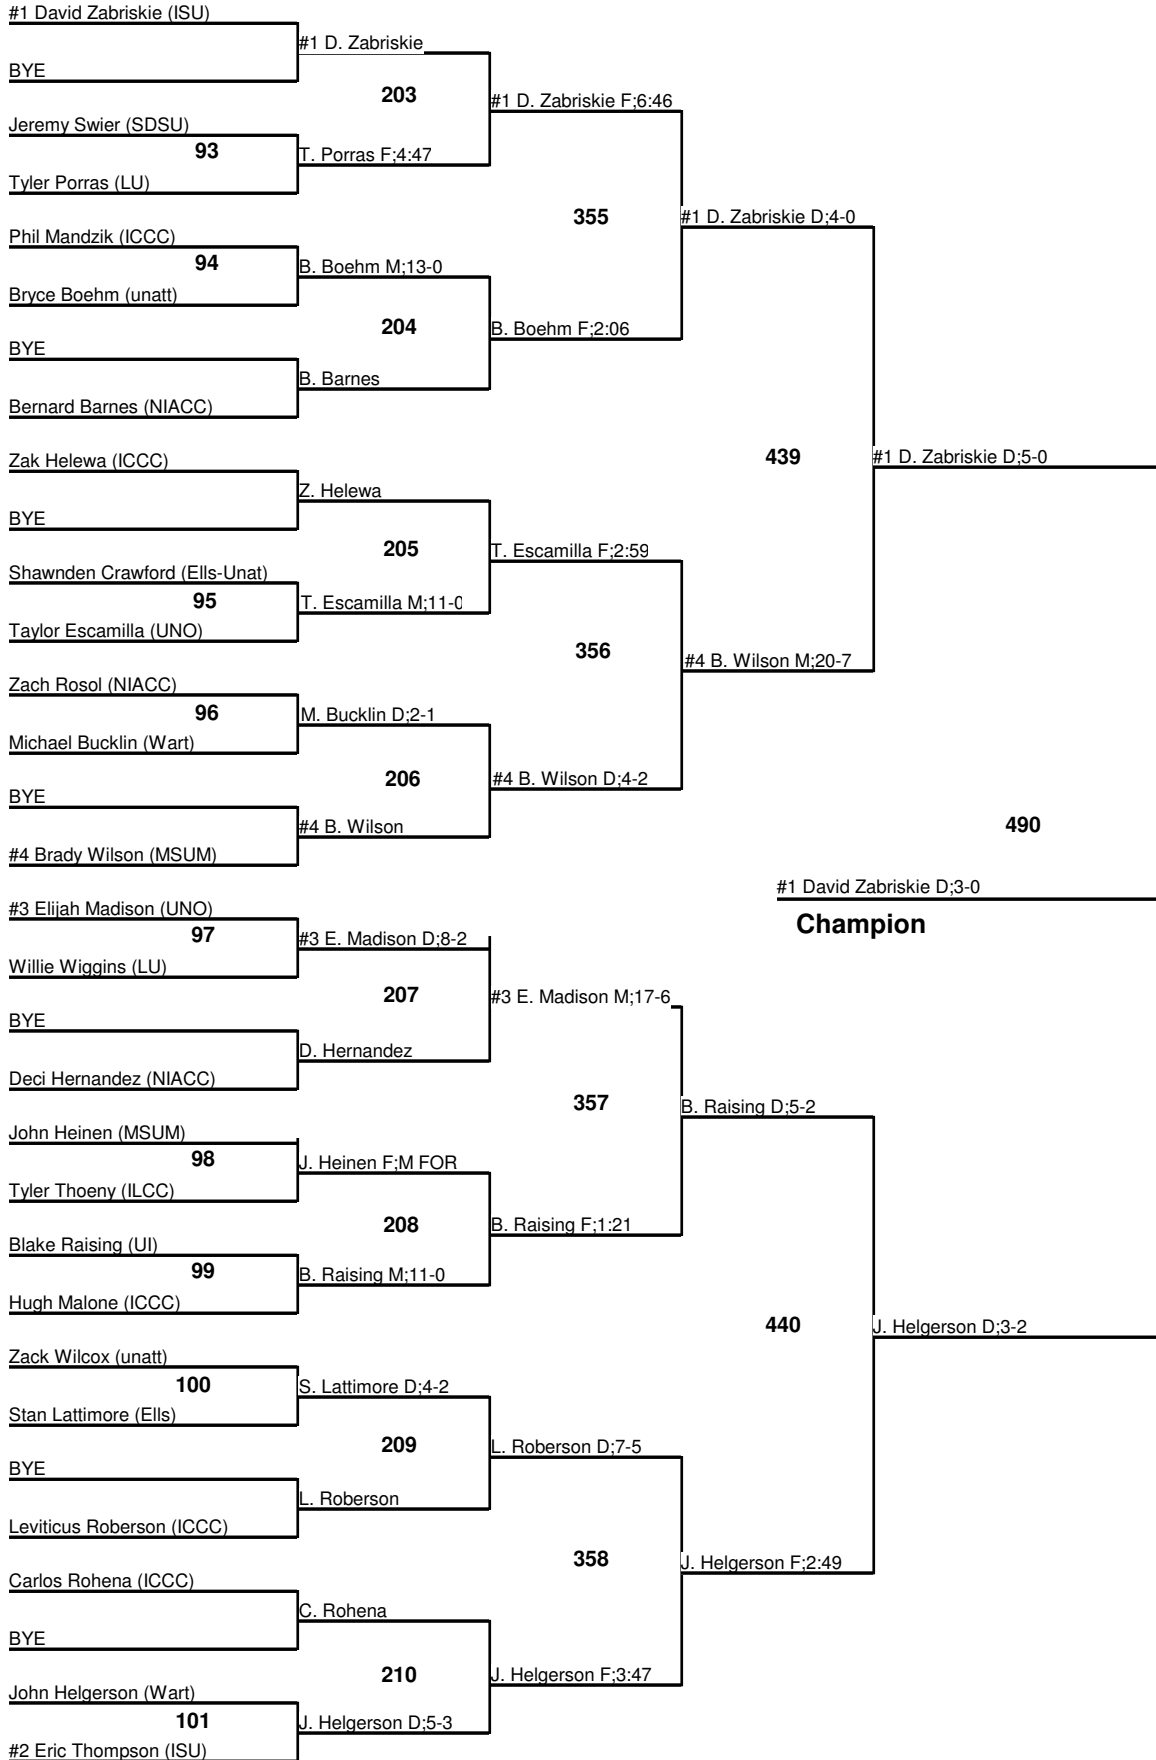 #1 David Zabriskie (ISU)
#1 D. Zabriskie
BYE
203
#1 D. Zabriskie F;6:46
Jeremy Swier (SDSU)
93
T. Porras F;4:47
Tyler Porras (LU)
355
#1 D. Zabriskie D;4-0
Phil Mandzik (ICCC)
94
B. Boehm M;13-0
Bryce Boehm (unatt)
204
B. Boehm F;2:06
BYE
B. Barnes
Bernard Barnes (NIACC)
439
#1 D. Zabriskie D;5-0
Zak Helewa (ICCC)
Z. Helewa
BYE
205
T. Escamilla F;2:59
Shawnden Crawford (Ells-Unat)
95
T. Escamilla M;11-0
Taylor Escamilla (UNO)
356
#4 B. Wilson M;20-7
Zach Rosol (NIACC)
96
M. Bucklin D;2-1
Michael Bucklin (Wart)
206
#4 B. Wilson D;4-2
BYE
#4 B. Wilson
490
#4 Brady Wilson (MSUM)
#1 David Zabriskie D;3-0
Champion
#3 Elijah Madison (UNO)
97
#3 E. Madison D;8-2
Willie Wiggins (LU)
207
#3 E. Madison M;17-6
BYE
D. Hernandez
Deci Hernandez (NIACC)
357
B. Raising D;5-2
John Heinen (MSUM)
98
J. Heinen F;M FOR
Tyler Thoeny (ILCC)
208
B. Raising F;1:21
Blake Raising (UI)
99
B. Raising M;11-0
Hugh Malone (ICCC)
440
J. Helgerson D;3-2
Zack Wilcox (unatt)
100
S. Lattimore D;4-2
Stan Lattimore (Ells)
209
L. Roberson D;7-5
BYE
L. Roberson
Leviticus Roberson (ICCC)
358
J. Helgerson F;2:49
Carlos Rohena (ICCC)
C. Rohena
BYE
210
J. Helgerson F;3:47
John Helgerson (Wart)
101
J. Helgerson D;5-3
#2 Eric Thompson (ISU)